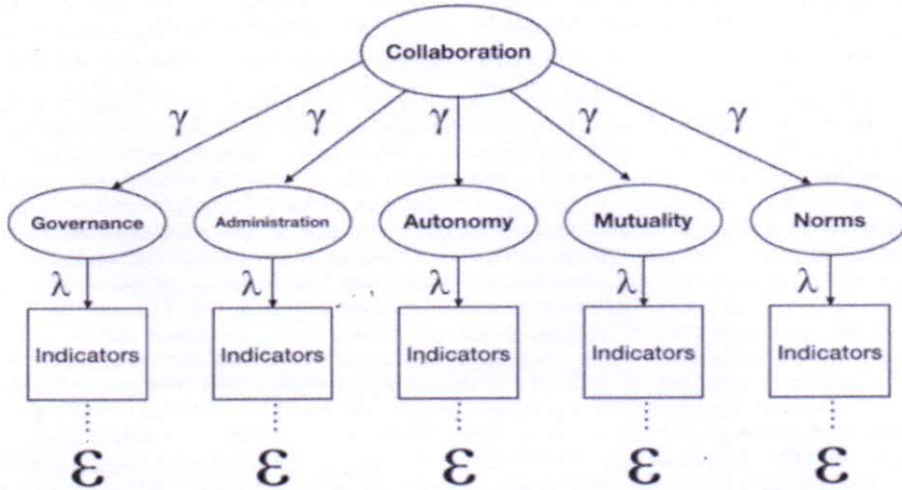 Collaboration
γ γ γ γ γ
Governance Administration Autonomy Mutuality Norms
λ λ λ λ λ
Indicators Indicators Indicators Indicators Indicators
ε ε ε ε ε